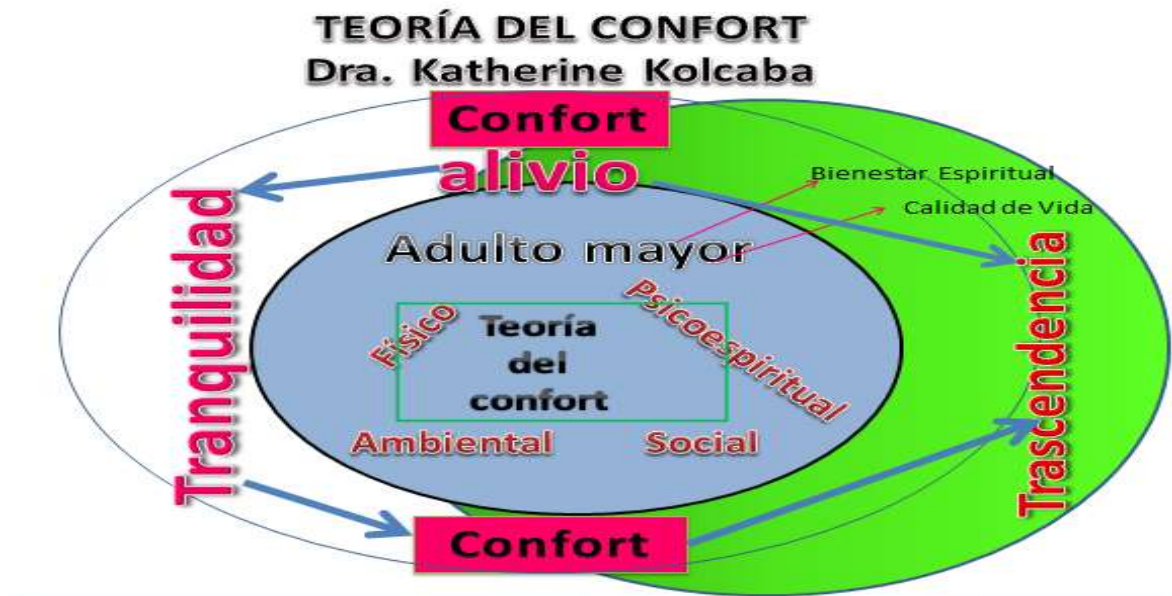 TEORÍA DEL CONFORT
Dra. Katherine Kolcaba
Confort
alivio
Bienestar Espiritual
Calidad de Vida
Tranquilidad
Adulto mayor
Trascendencia
Físico
Psicoespiritual
Teoría
del
confort
Ambiental
Social
Confort